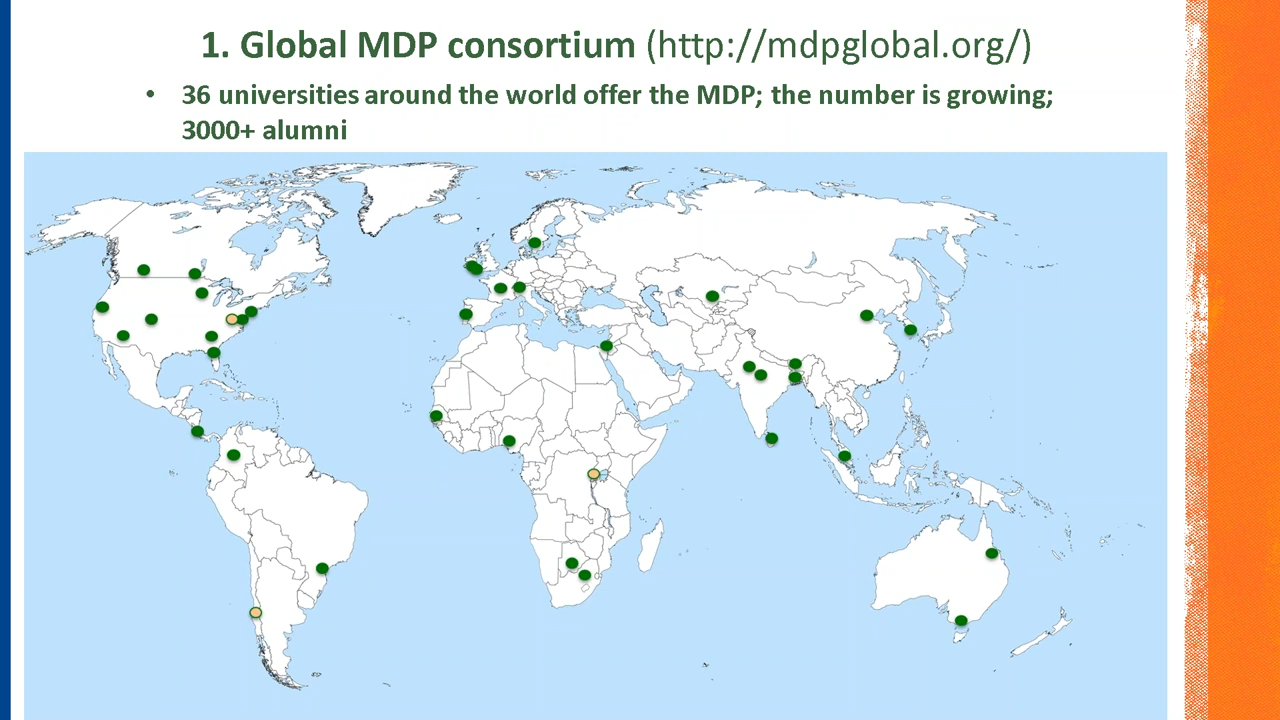 1. Global MDP consortium (http://mdpglobal.org/)
• 36 universities around the world offer the MDP; the number is growing;
3000+ alumni